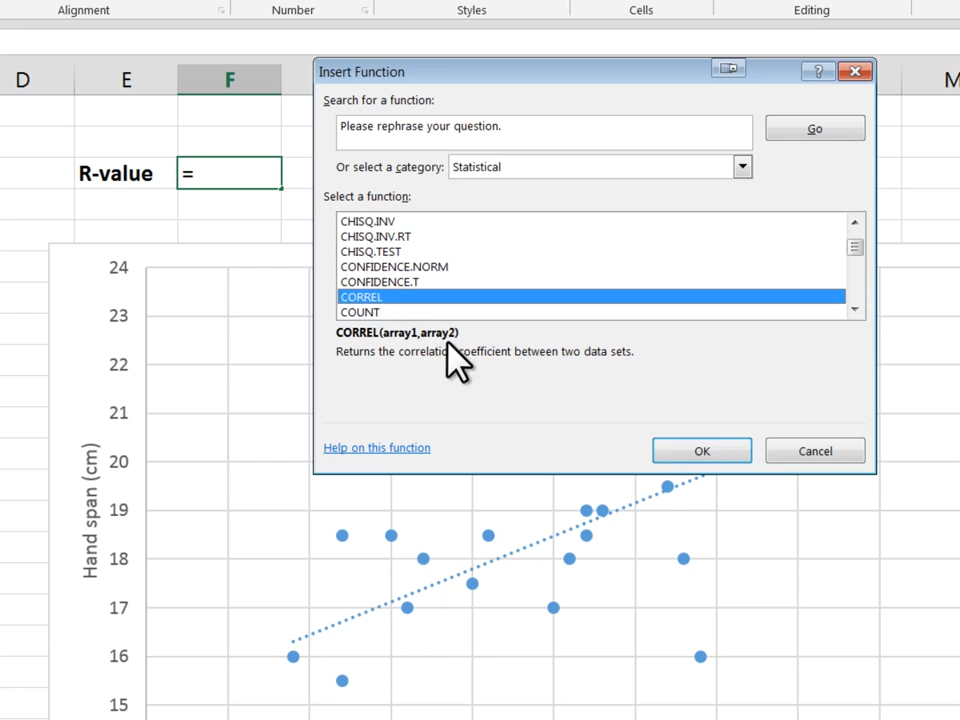 Alignment
Number
Styles
Cells
Editing
D
E
F
M
R-value
=
Insert Function
Search for a function:
Please rephrase your question.
Go
Or select a category:
Statistical
Select a function:
CHISQ.INV
CHISQ.INV.RT
CHISQ.TEST
CONFIDENCE.NORM
CONFIDENCE.T
CORREL
COUNT
CORREL(array1,array2)
Returns the correlation coefficient between two data sets.
Help on this function
OK
Cancel
Hand span (cm)
24
23
22
21
20
19
18
17
16
15